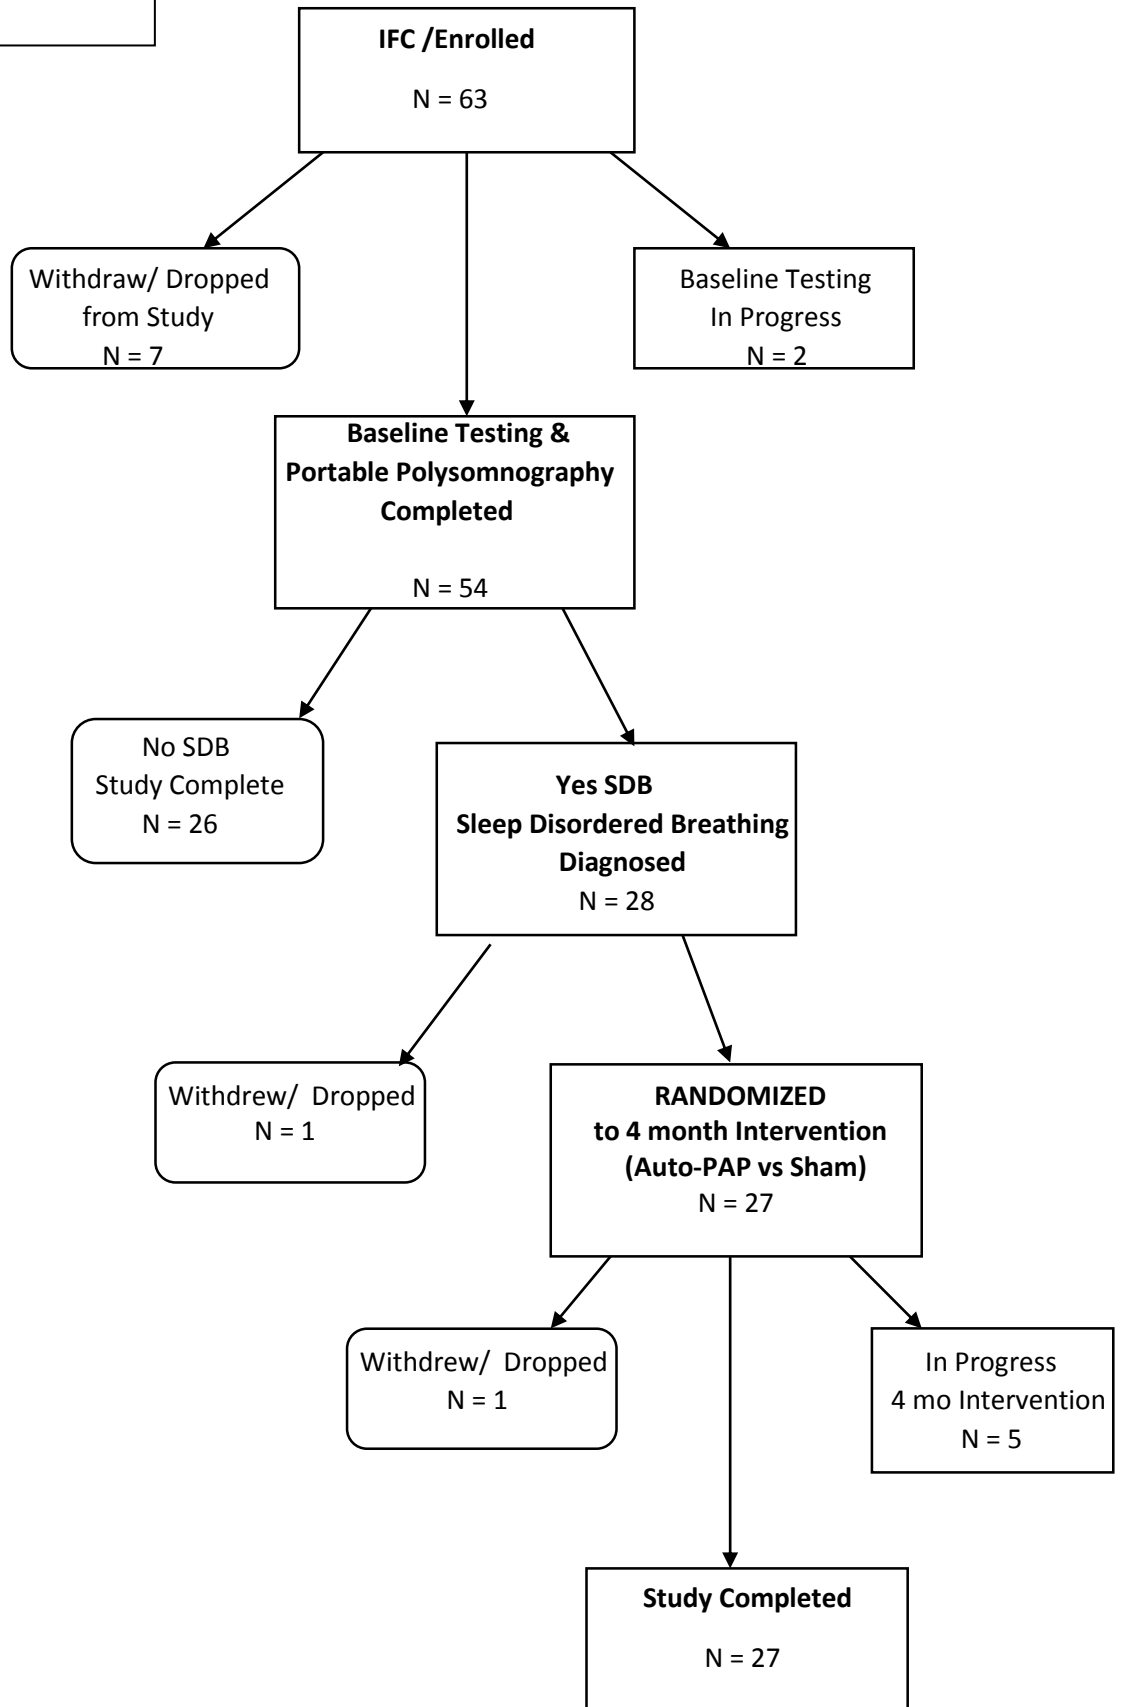 IFC /Enrolled
N = 63
Withdraw/ Dropped
from Study
N = 7
Baseline Testing
In Progress
N = 2
Baseline Testing &
Portable Polysomnography
Completed
N = 54
No SDB
Study Complete
N = 26
Yes SDB
Sleep Disordered Breathing
Diagnosed
N = 28
Withdrew/ Dropped
N = 1
RANDOMIZED
to 4 month Intervention
(Auto-PAP vs Sham)
N = 27
Withdrew/ Dropped
N = 1
In Progress
4 mo Intervention
N = 5
Study Completed
N = 27